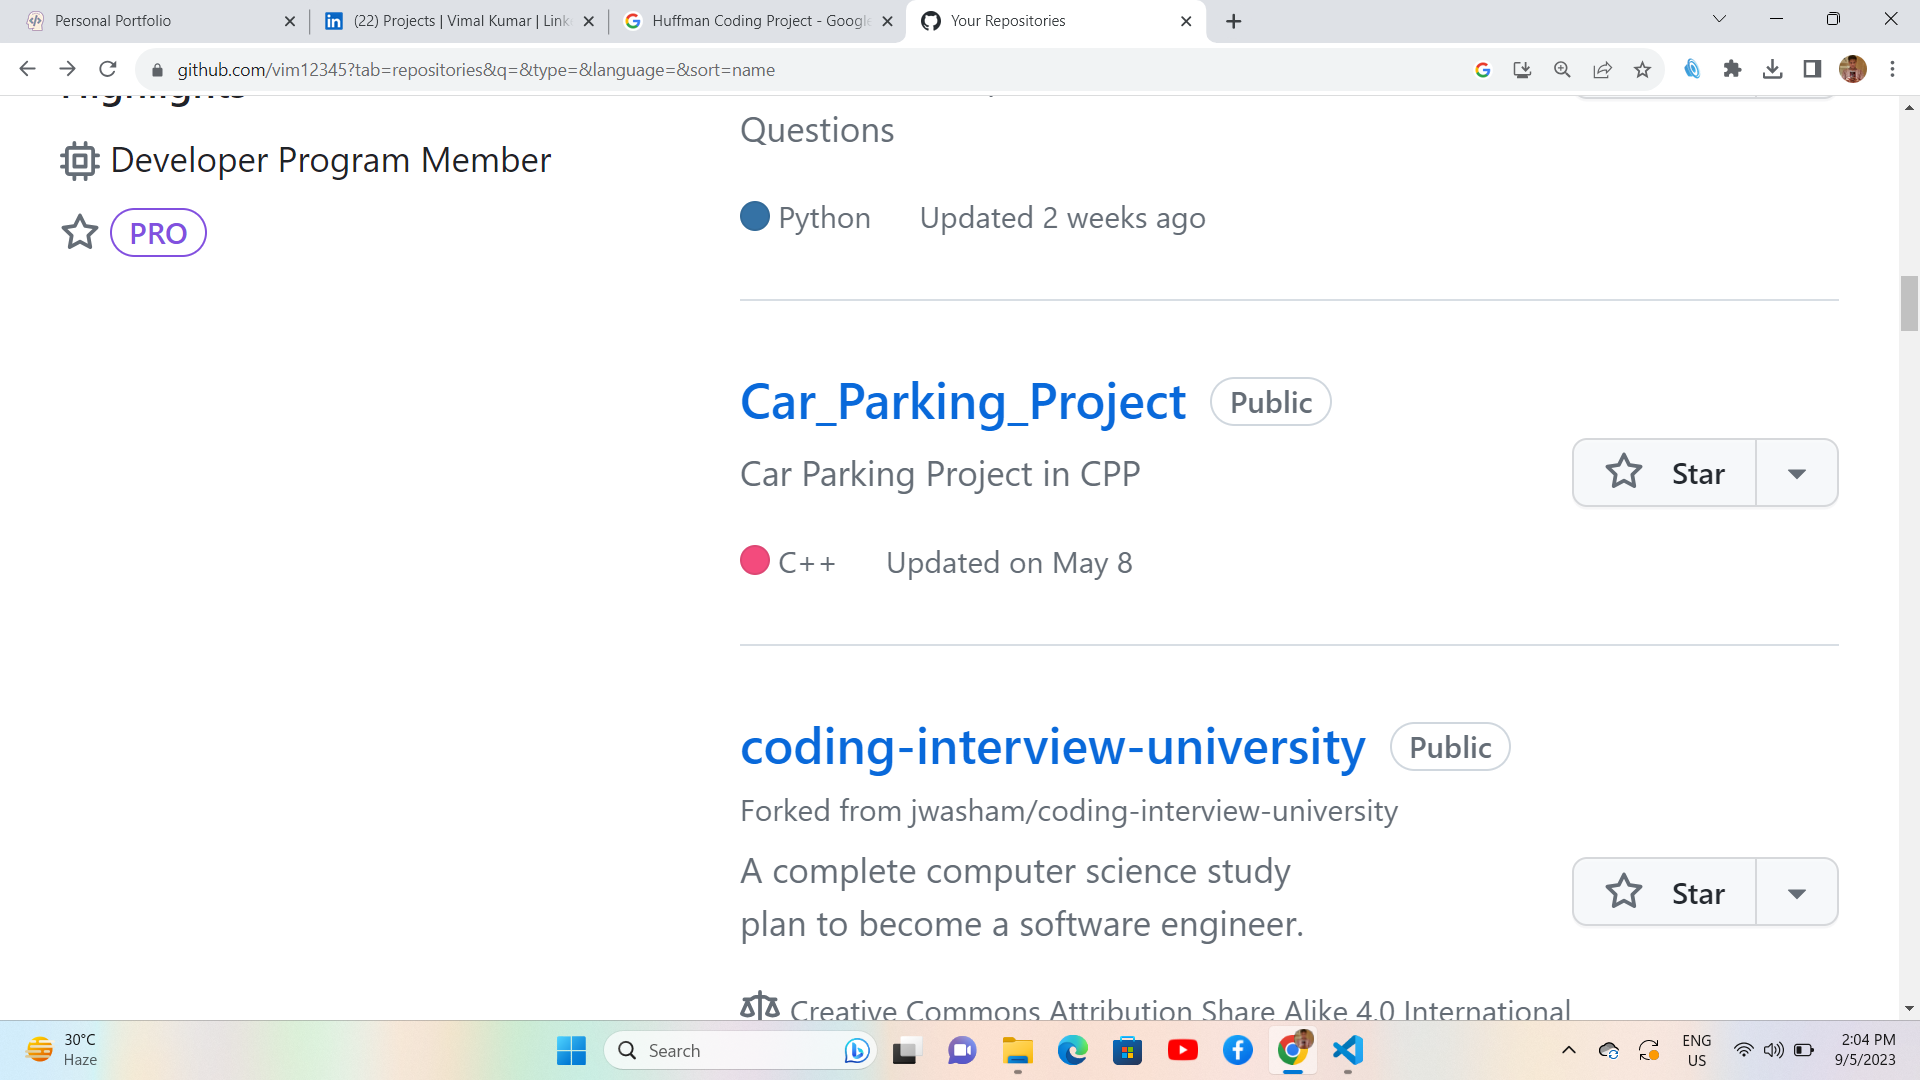 Personal Portfolio
(22) Projects | Vimal Kumar | Link
Huffman Coding Project - Google
Your Repositories
github.com/vim12345?tab=repositories&q=&type=&language=&sort=name
Highlights
Developer Program Member
PRO
Questions
Python Updated 2 weeks ago
Car_Parking_Project Public
Car Parking Project in CPP
Star
C++ Updated on May 8
coding-interview-university Public
Forked from jwasham/coding-interview-university
A complete computer science study
plan to become a software engineer.
Star
Creative Commons Attribution Share Alike 4.0 International
30°C
Haze
Search
ENG
US
2:04 PM
9/5/2023